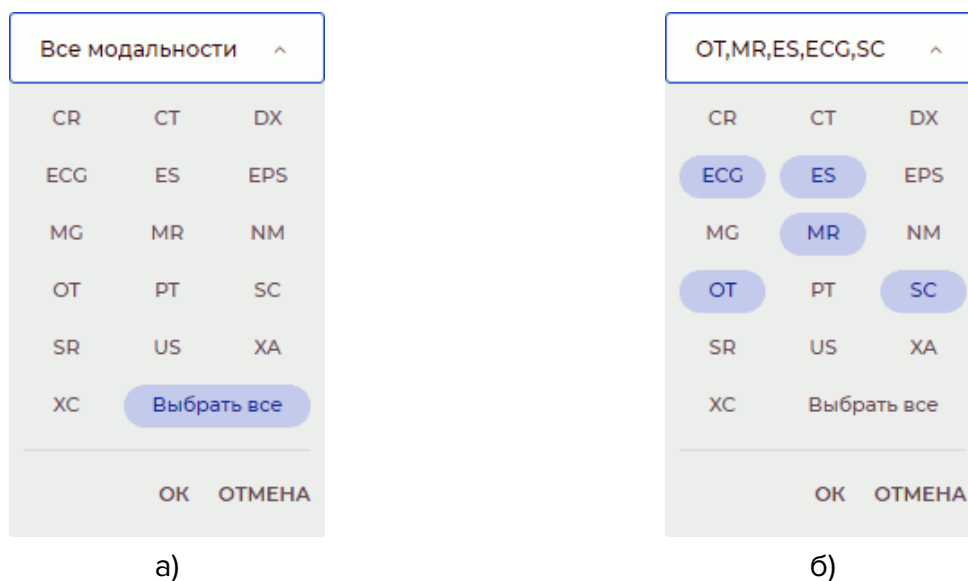 Все модальности
CR CT DX
ECG ES EPS
MG MR NM
OT PT SC
SR US XA
XC Выбрать все
ОК ОТМЕНА
а)
OT,MR,ES,ECG,SC
CR CT DX
ECG ES EPS
MG MR NM
OT PT SC
SR US XA
XC Выбрать все
ОК ОТМЕНА
б)